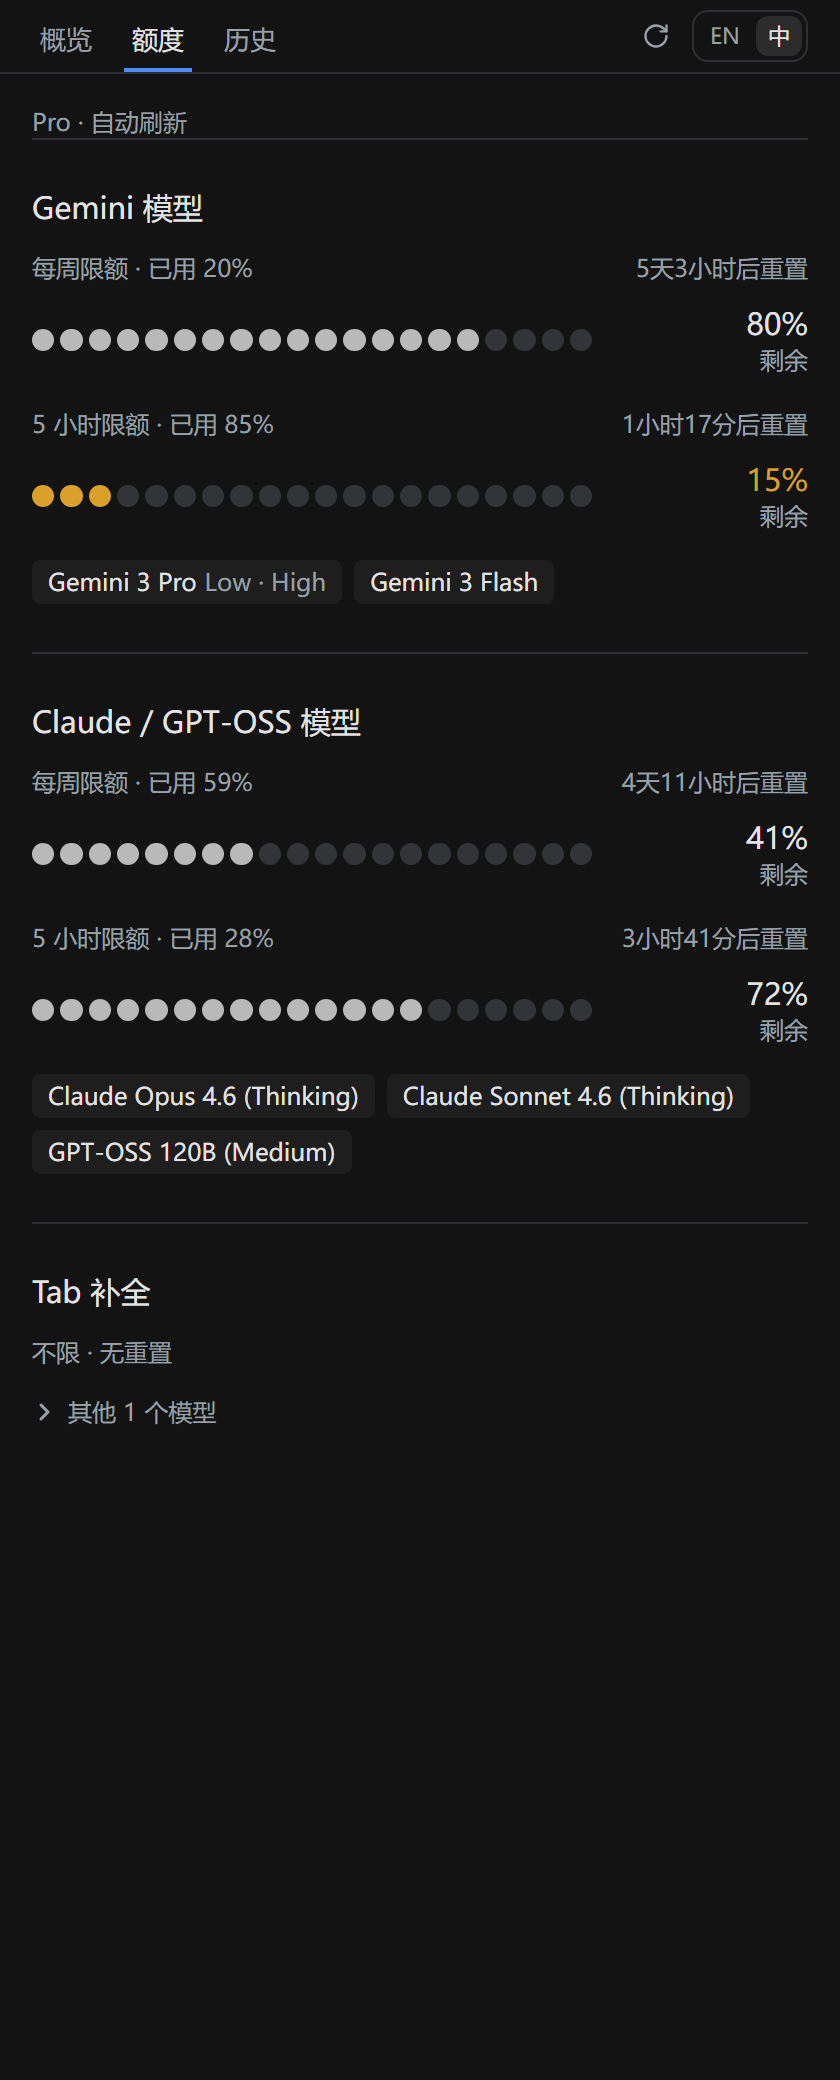 概览 额度 历史 EN 中
Pro · 自动刷新
Gemini 模型
每周限额 · 已用 20% 5天3小时后重置
80%
剩余
5 小时限额 · 已用 85% 1小时17分后重置
15%
剩余
Gemini 3 Pro Low · High Gemini 3 Flash
Claude / GPT-OSS 模型
每周限额 · 已用 59% 4天11小时后重置
41%
剩余
5 小时限额 · 已用 28% 3小时41分后重置
72%
剩余
Claude Opus 4.6 (Thinking) Claude Sonnet 4.6 (Thinking)
GPT-OSS 120B (Medium)
Tab 补全
不限 · 无重置
其他 1 个模型